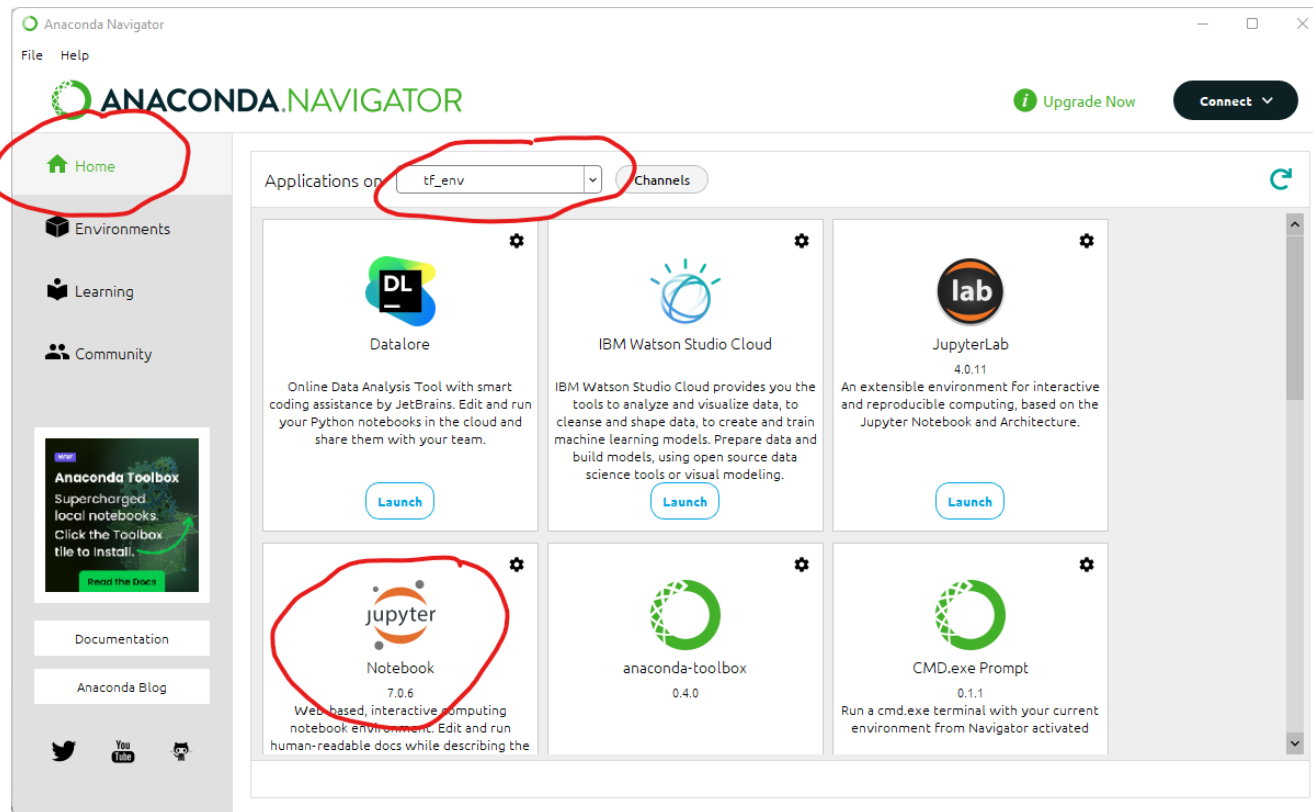 Anaconda Navigator
File Help
ANACONDA.NAVIGATOR
Upgrade Now
Connect
Home
Environments
Learning
Community
Applications on
tf_env
Channels
DL
Datalore
Online Data Analysis Tool with smart
coding assistance by JetBrains. Edit and run
your Python notebooks in the cloud and
share them with your team.
Launch
IBM Watson Studio Cloud
IBM Watson Studio Cloud provides you the
tools to analyze and visualize data, to
cleanse and shape data, to create and train
machine learning models. Prepare data and
build models, using open source data
science tools or visual modeling.
Launch
lab
JupyterLab
4.0.11
An extensible environment for interactive
and reproducible computing, based on the
Jupyter Notebook and Architecture.
Launch
jupyter
Notebook
7.0.6
Web-based, interactive computing
notebook environment. Edit and run
human-readable docs while describing the
anaconda-toolbox
0.4.0
CMD.exe Prompt
0.1.1
Run a cmd.exe terminal with your current
environment from Navigator activated
NEW
Anaconda Toolbox
Supercharged
local notebooks.
Click the Toolbox
tile to Install.
Read the Docs
Documentation
Anaconda Blog
You
Tube